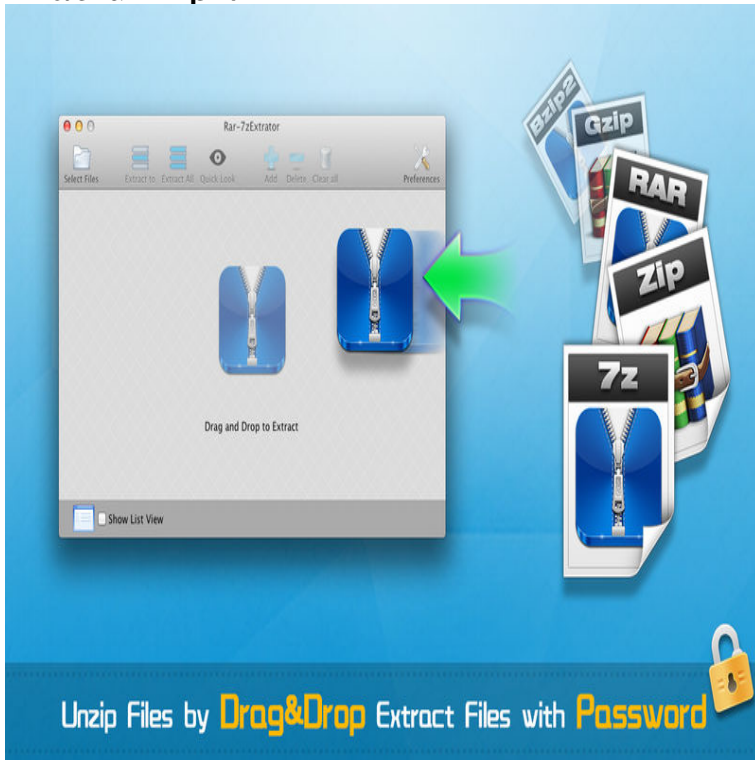 Rar-7zExtrator
Select Files Extract to Extract All Quick Look Add Delete Clear all Preferences
Drag and Drop to Extract
Show List View
Bzip2
Gzip
RAR
Zip
7z
Unzip Files by Drag&Drop Extract Files with Password